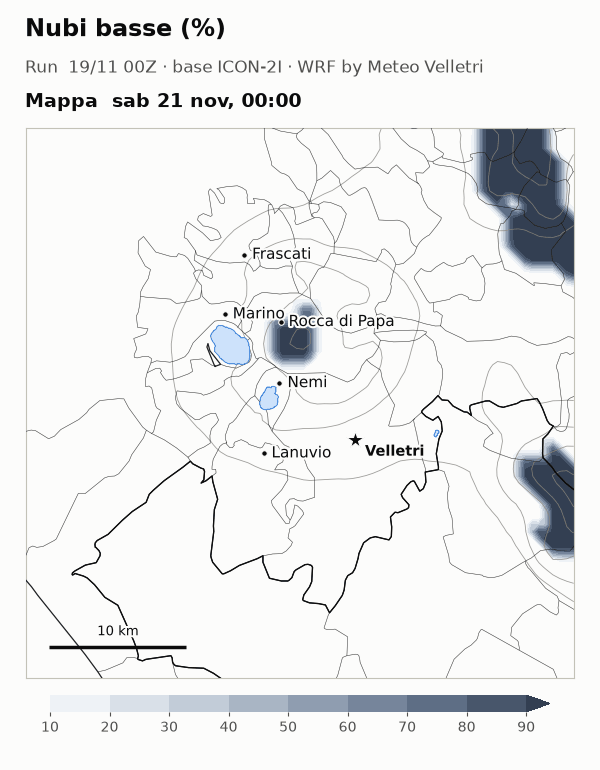 Nubi basse (%)
Run  19/11 00Z · base ICON-2I · WRF by Meteo Velletri
Mappa  sab 21 nov, 00:00
Frascati
Marino
Rocca di Papa
Nemi
Velletri
Lanuvio
10 km
10 20 30 40 50 60 70 80 90